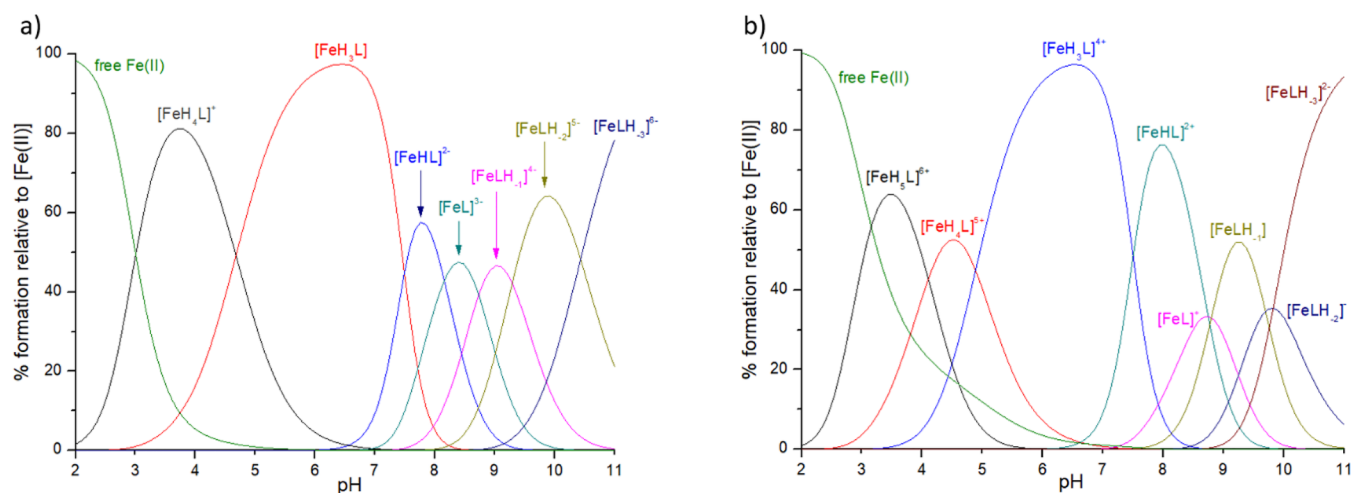 a)
% formation relative to [Fe(II)]
100
80
60
40
20
0
free Fe(II)
[FeH₄L]⁺
[FeH₃L]
[FeHL]²⁻
[FeL]³⁻
[FeLH₋₁]⁴⁻
[FeLH₋₂]⁵⁻
[FeLH₋₃]⁶⁻
2 3 4 5 6 7 8 9 10 11
pH
b)
% formation relative to [Fe(II)]
100
80
60
40
20
0
free Fe(II)
[FeH₅L]⁶⁺
[FeH₄L]⁵⁺
[FeH₃L]⁴⁺
[FeHL]²⁺
[FeL]⁺
[FeLH₋₁]
[FeLH₋₂]⁻
[FeLH₋₃]²⁻
2 3 4 5 6 7 8 9 10 11
pH